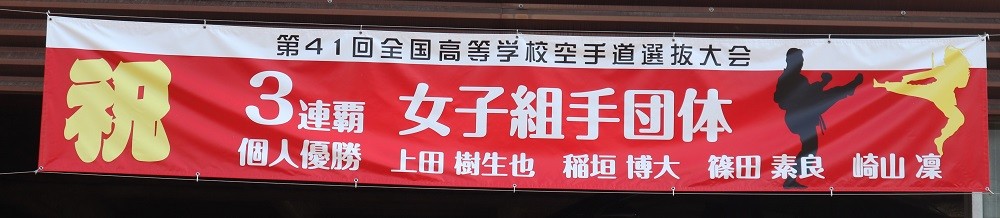 第41回全国高等学校空手道選抜大会
祝
3連覇 女子組手団体
個人優勝 上田 樹生也 稲垣 博大 篠田 素良 崎山 凜